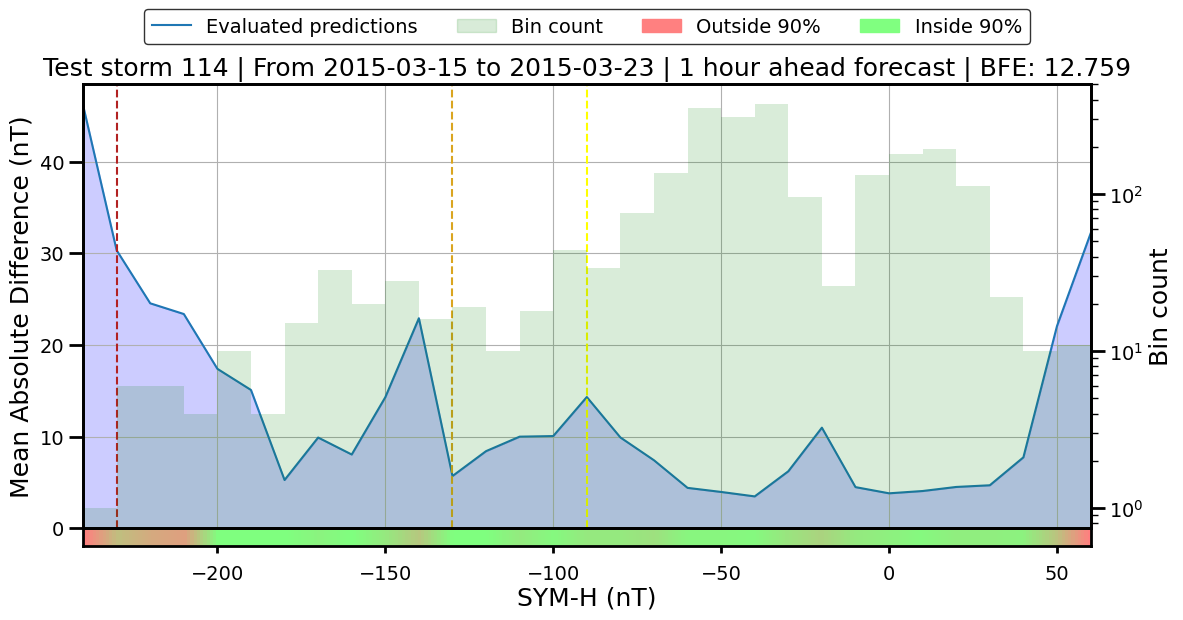 Evaluated predictions Bin count Outside 90% Inside 90%
Test storm 114 | From 2015-03-15 to 2015-03-23 | 1 hour ahead forecast | BFE: 12.759
Mean Absolute Difference (nT)
40
30
20
10
0
10²
10¹
10⁰
Bin count
−200 −150 −100 −50 0 50
SYM-H (nT)